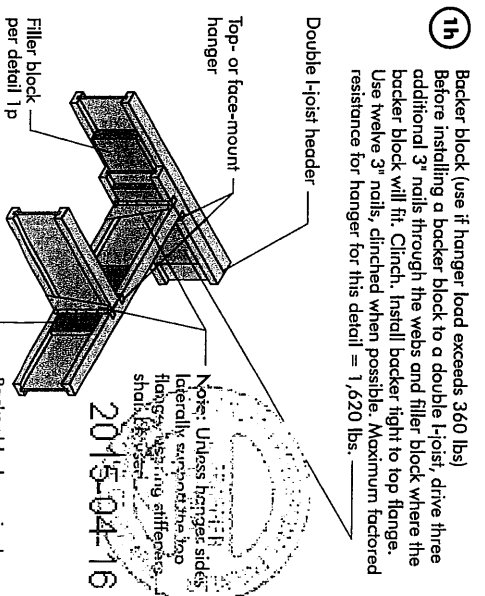 1h
Backer block (use if hanger load exceeds 360 lbs)
Before installing a backer block to a double I-joist, drive three
additional 3" nails through the webs and filler block where the
backer block will fit. Clinch. Install backer tight to top flange.
Use twelve 3" nails, clinched when possible. Maximum factored
resistance for hanger for this detail = 1,620 lbs.
Double I-joist header
Top- or face-mount
hanger
Filler block
per detail 1p
Note: Unless hanger sides
laterally support the top
flange, bearing stiffeners
shall be used
2015-04-16